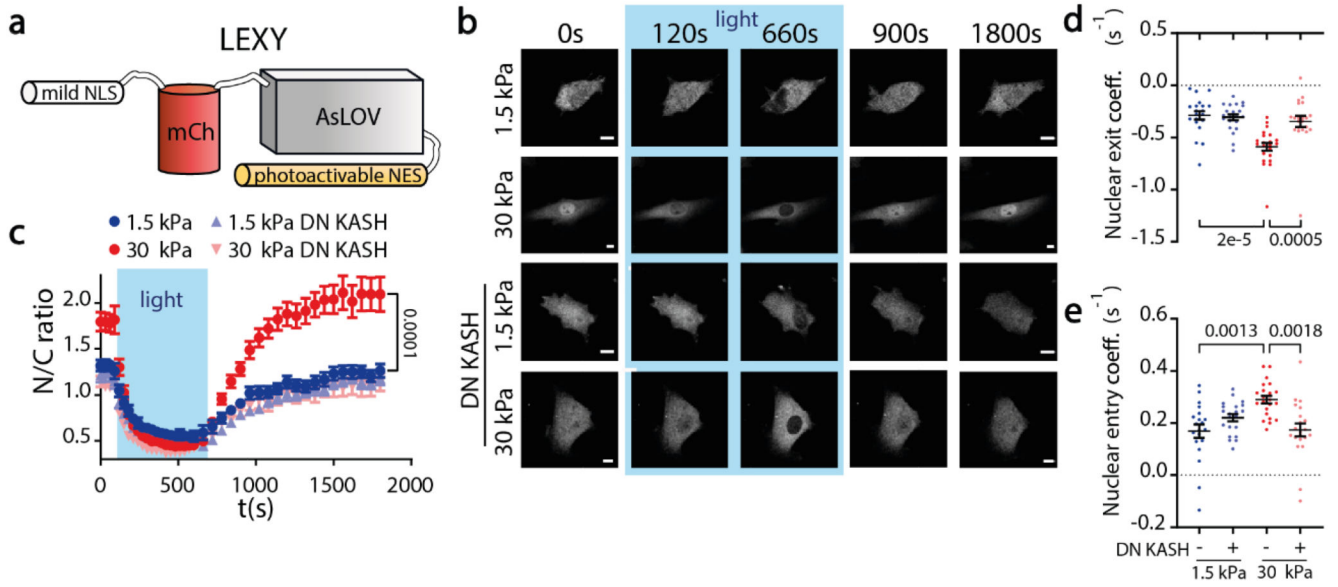 a
LEXY
mild NLS
mCh
AsLOV
photoactivable NES
b
light
0s 120s 660s 900s 1800s
1.5 kPa
30 kPa
DN KASH
1.5 kPa
30 kPa
c
1.5 kPa 1.5 kPa DN KASH
30 kPa 30 kPa DN KASH
light
N/C ratio
2.0
1.5
1.0
0.5
0.0001
0 500 1000 1500 2000
t(s)
d
Nuclear exit coeff. (s⁻¹)
0.5
0.0
-0.5
-1.0
-1.5
2e-5 0.0005
e
Nuclear entry coeff. (s⁻¹)
0.6
0.4
0.2
0.0
-0.2
0.0013 0.0018
DN KASH - + - +
1.5 kPa 30 kPa